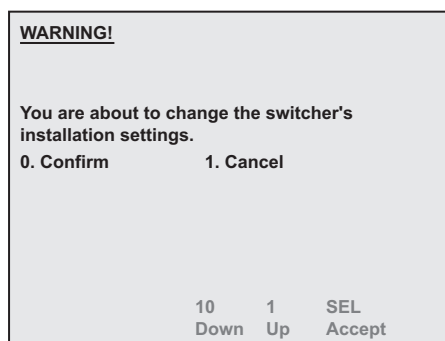 WARNING!
You are about to change the switcher's
installation settings.
0. Confirm 1. Cancel
10 1 SEL
Down Up Accept